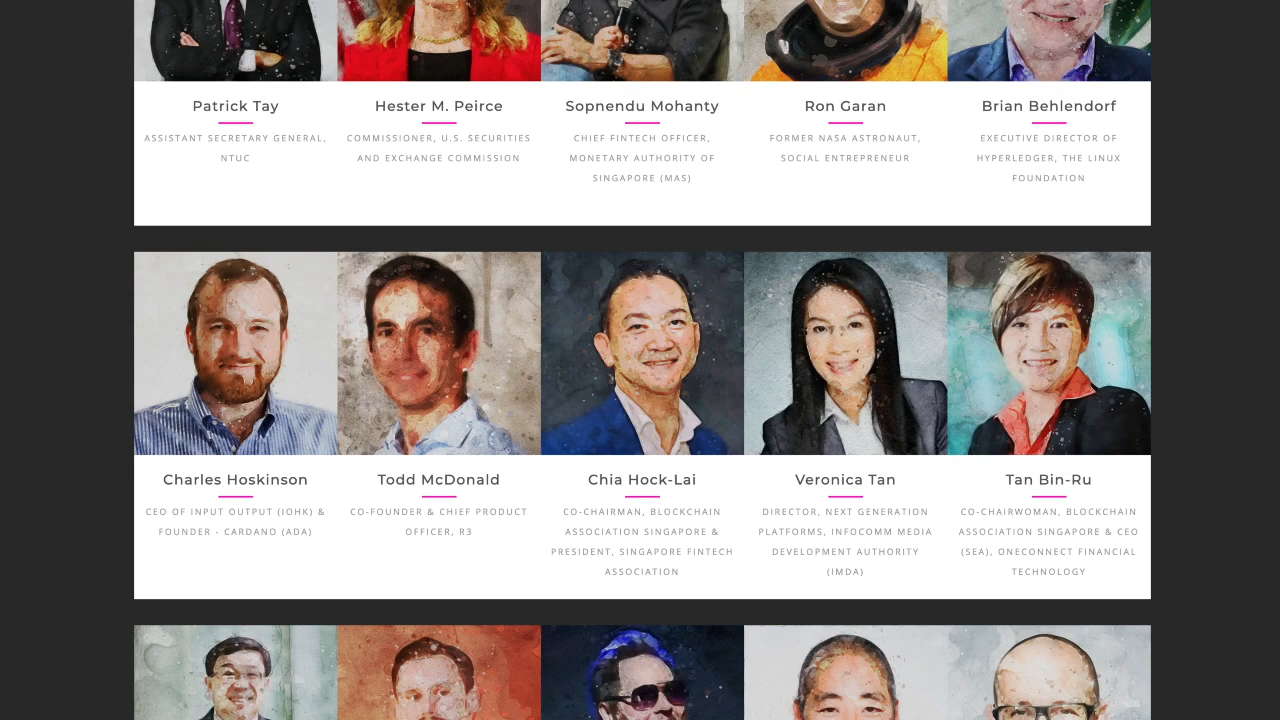 Patrick Tay
ASSISTANT SECRETARY GENERAL,
NTUC
Hester M. Peirce
COMMISSIONER, U.S. SECURITIES
AND EXCHANGE COMMISSION
Sopnendu Mohanty
CHIEF FINTECH OFFICER,
MONETARY AUTHORITY OF
SINGAPORE (MAS)
Ron Garan
FORMER NASA ASTRONAUT,
SOCIAL ENTREPRENEUR
Brian Behlendorf
EXECUTIVE DIRECTOR OF
HYPERLEDGER, THE LINUX
FOUNDATION
Charles Hoskinson
CEO OF INPUT OUTPUT (IOHK) &
FOUNDER - CARDANO (ADA)
Todd McDonald
CO-FOUNDER & CHIEF PRODUCT
OFFICER, R3
Chia Hock-Lai
CO-CHAIRMAN, BLOCKCHAIN
ASSOCIATION SINGAPORE &
PRESIDENT, SINGAPORE FINTECH
ASSOCIATION
Veronica Tan
DIRECTOR, NEXT GENERATION
PLATFORMS, INFOCOMM MEDIA
DEVELOPMENT AUTHORITY
(IMDA)
Tan Bin-Ru
CO-CHAIRWOMAN, BLOCKCHAIN
ASSOCIATION SINGAPORE & CEO
(SEA), ONECONNECT FINANCIAL
TECHNOLOGY